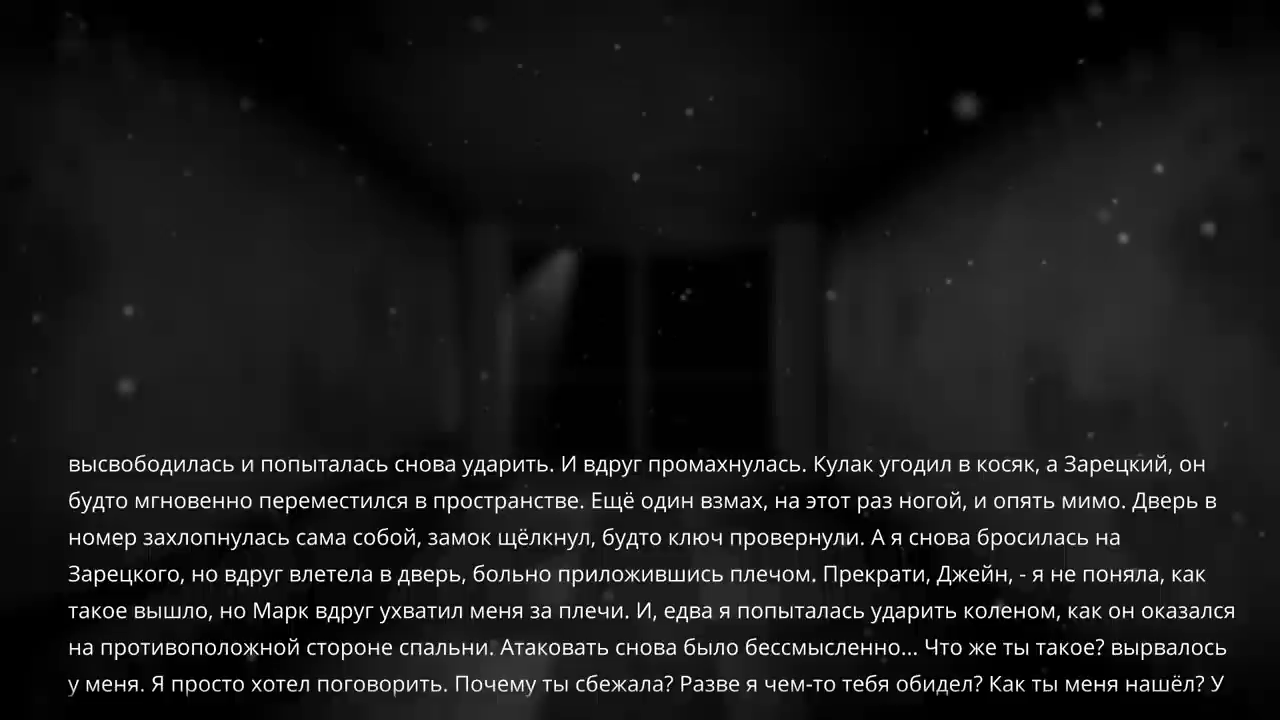 высвободилась и попыталась снова ударить. И вдруг промахнулась. Кулак угодил в косяк, а Зарецкий, он
будто мгновенно переместился в пространстве. Ещё один взмах, на этот раз ногой, и опять мимо. Дверь в
номер захлопнулась сама собой, замок щёлкнул, будто ключ провернули. А я снова бросилась на
Зарецкого, но вдруг влетела в дверь, больно приложившись плечом. Прекрати, Джейн, - я не поняла, как
такое вышло, но Марк вдруг ухватил меня за плечи. И, едва я попыталась ударить коленом, как он оказался
на противоположной стороне спальни. Атаковать снова было бессмысленно... Что же ты такое? вырвалось
у меня. Я просто хотел поговорить. Почему ты сбежала? Разве я чем-то тебя обидел? Как ты меня нашёл? У